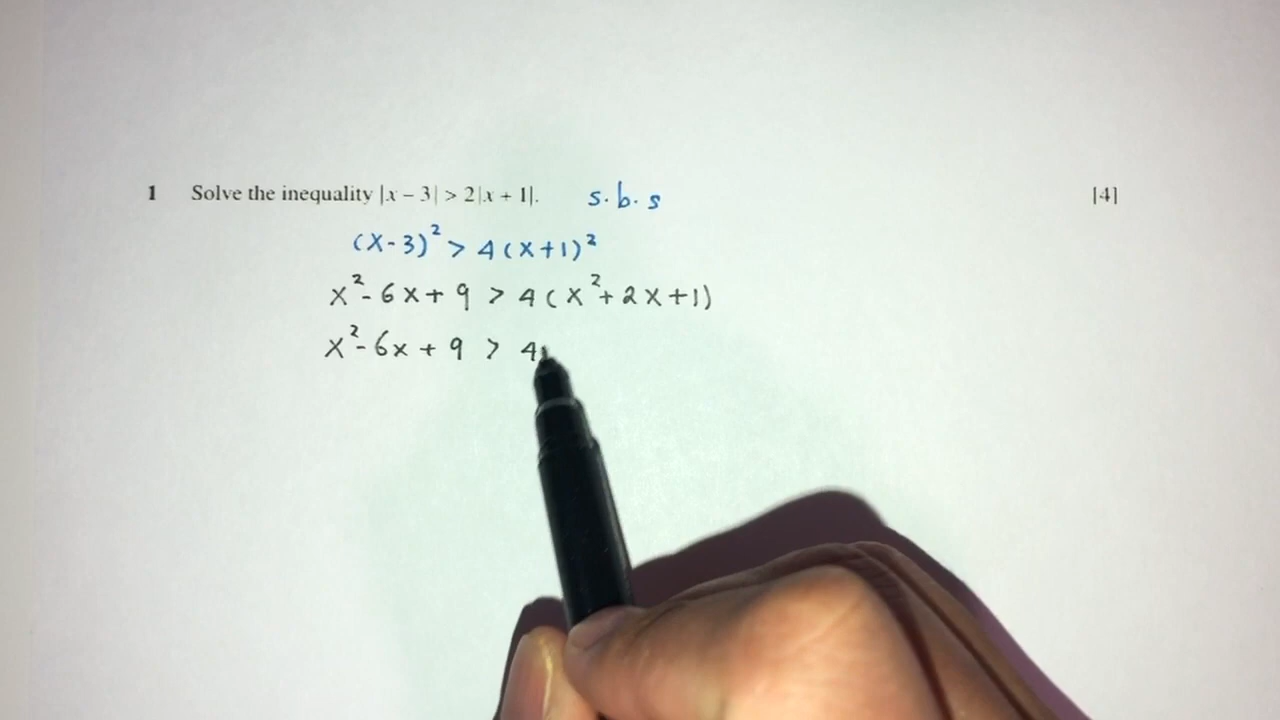 1 Solve the inequality |x − 3| > 2|x + 1|. s.b.s [4]
(x-3)² > 4(x+1)²
x²-6x+9 > 4(x²+2x+1)
x²-6x+9 > 4